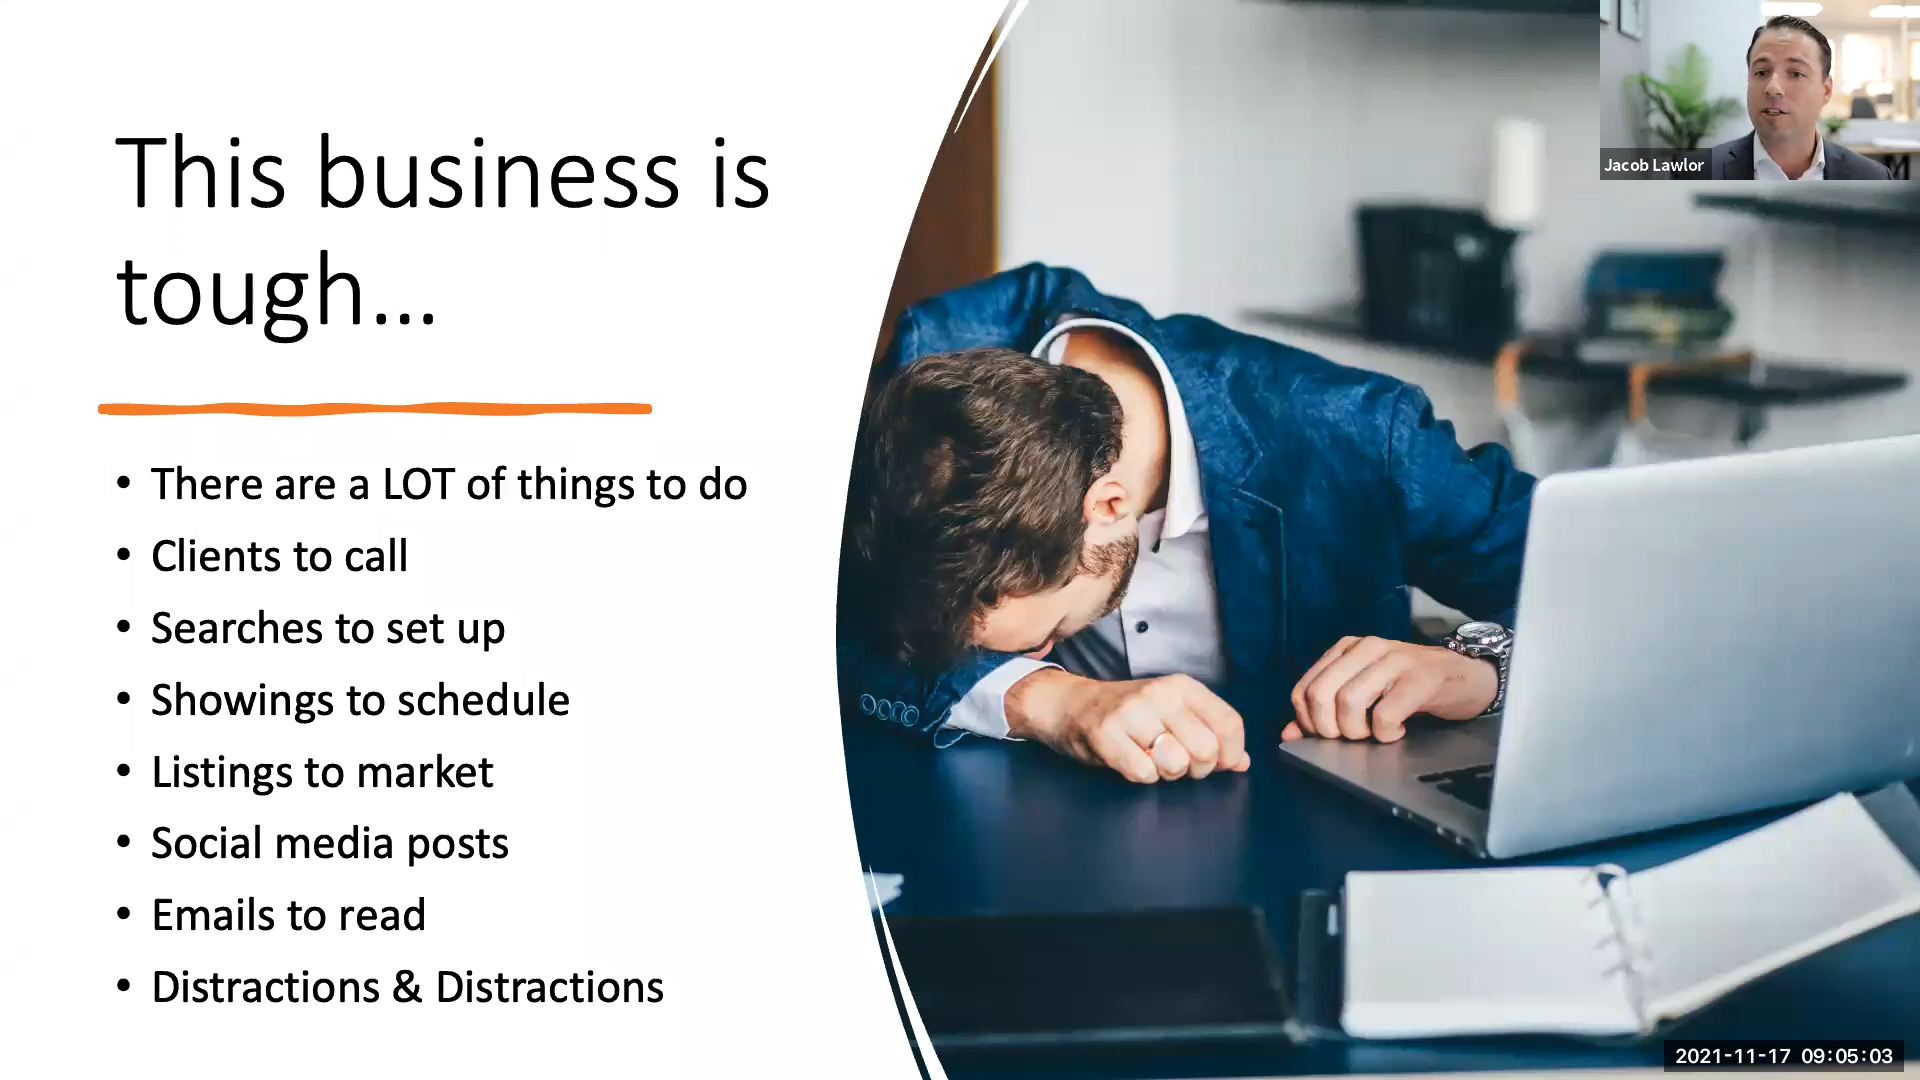 This business is
tough...
• There are a LOT of things to do
• Clients to call
• Searches to set up
• Showings to schedule
• Listings to market
• Social media posts
• Emails to read
• Distractions & Distractions
Jacob Lawlor
2021-11-17 09:05:03